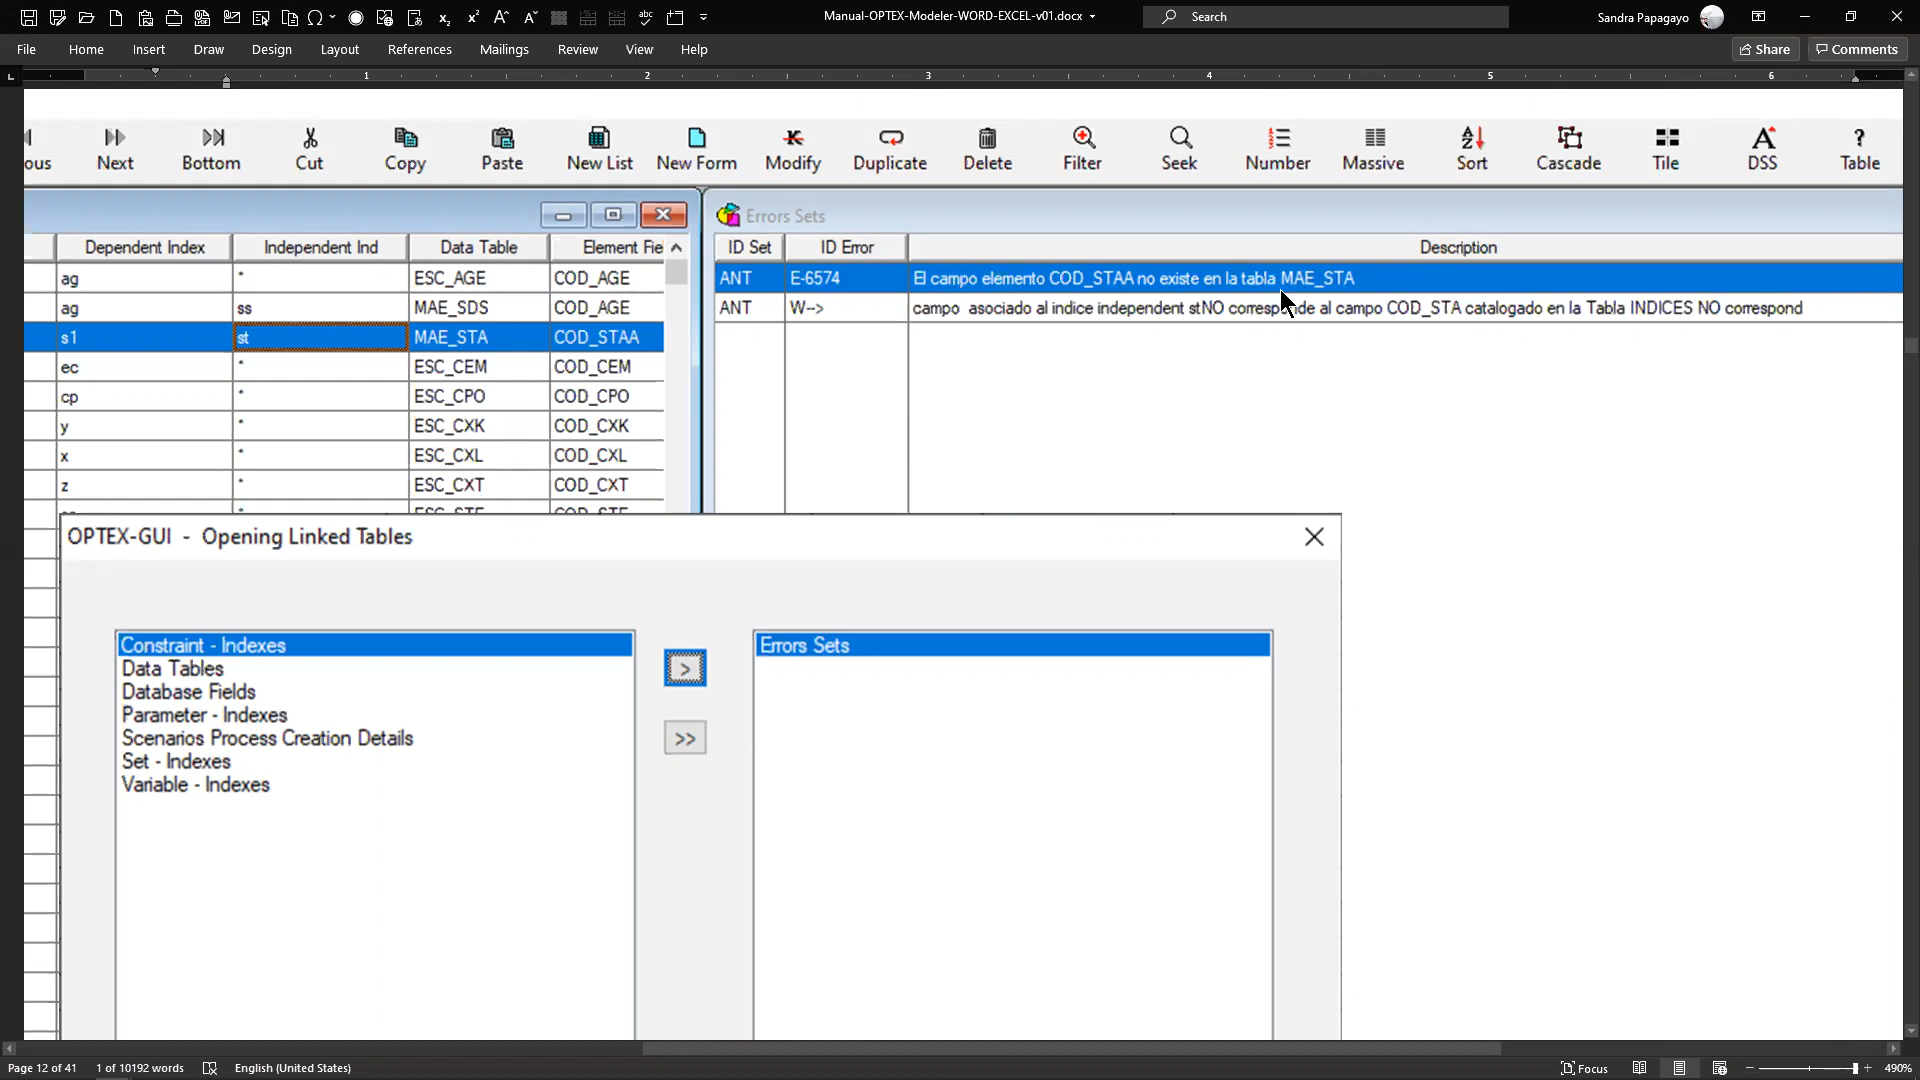 Manual-OPTEX-Modeler-WORD-EXCEL-v01.docx
Search
Sandra Papagayo
File Home Insert Draw Design Layout References Mailings Review View Help
Share Comments
1 2 3 4 5 6
ous Next Bottom Cut Copy Paste New List New Form Modify Duplicate Delete Filter Seek Number Massive Sort Cascade Tile DSS Table
Errors Sets
Dependent Index Independent Ind Data Table Element Fie
ID Set ID Error Description
ag * ESC_AGE COD_AGE
ANT E-6574 El campo elemento COD_STAA no existe en la tabla MAE_STA
ag ss MAE_SDS COD_AGE
ANT W--> campo asociado al indice independent stNO corresponde al campo COD_STA catalogado en la Tabla INDICES NO correspond
s1 st MAE_STA COD_STAA
ec * ESC_CEM COD_CEM
cp * ESC_CPO COD_CPO
y * ESC_CXK COD_CXK
x * ESC_CXL COD_CXL
z * ESC_CXT COD_CXT
OPTEX-GUI - Opening Linked Tables
Constraint - Indexes
Data Tables
Database Fields
Parameter - Indexes
Scenarios Process Creation Details
Set - Indexes
Variable - Indexes
>
>>
Errors Sets
Page 12 of 41 1 of 10192 words English (United States)
Focus
490%